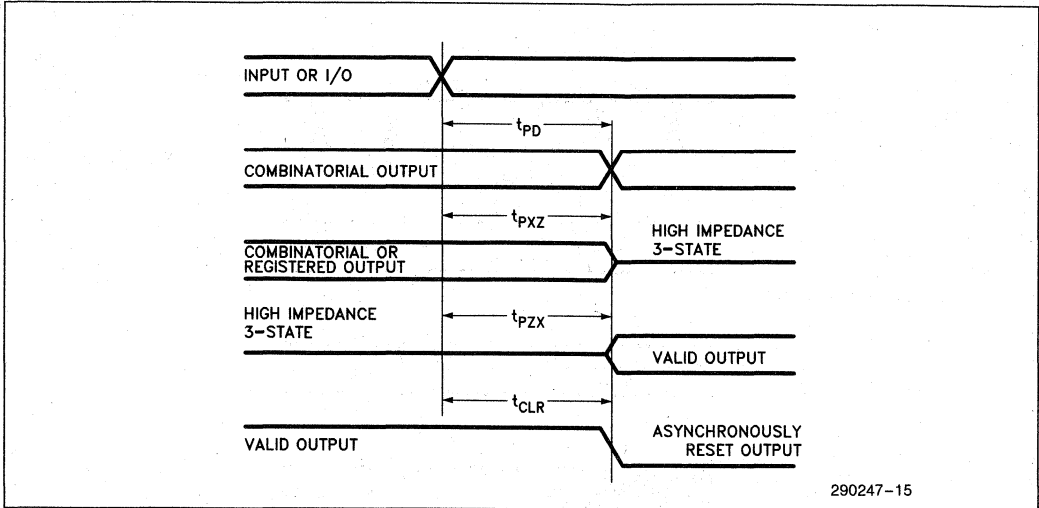 INPUT OR I/O
tPD
COMBINATORIAL OUTPUT
tPXZ
HIGH IMPEDANCE
3-STATE
COMBINATORIAL OR
REGISTERED OUTPUT
HIGH IMPEDANCE
3-STATE
tPZX
VALID OUTPUT
tCLR
VALID OUTPUT
ASYNCHRONOUSLY
RESET OUTPUT
290247-15